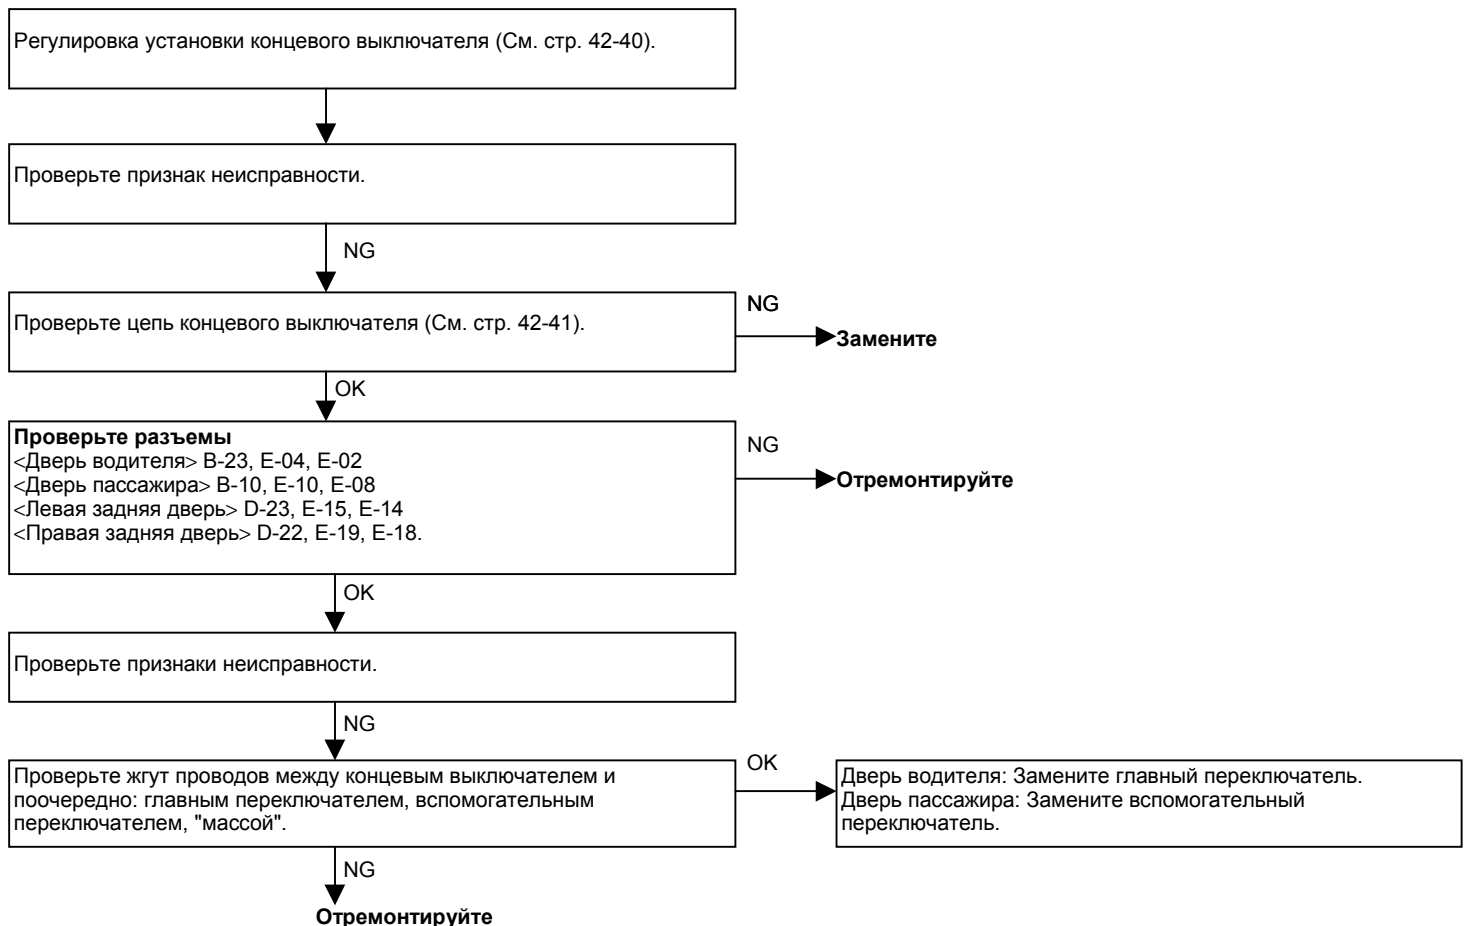 Регулировка установки концевого выключателя (См. стр. 42-40).
Проверьте признак неисправности.
NG
Проверьте цепь концевого выключателя (См. стр. 42-41).
NG
Замените
OK
Проверьте разъемы
<Дверь водителя> B-23, E-04, E-02
<Дверь пассажира> B-10, E-10, E-08
<Левая задняя дверь> D-23, E-15, E-14
<Правая задняя дверь> D-22, E-19, E-18.
NG
Отремонтируйте
OK
Проверьте признаки неисправности.
NG
Проверьте жгут проводов между концевым выключателем и
поочередно: главным переключателем, вспомогательным
переключателем, "массой".
OK
Дверь водителя: Замените главный переключатель.
Дверь пассажира: Замените вспомогательный
переключатель.
NG
Отремонтируйте